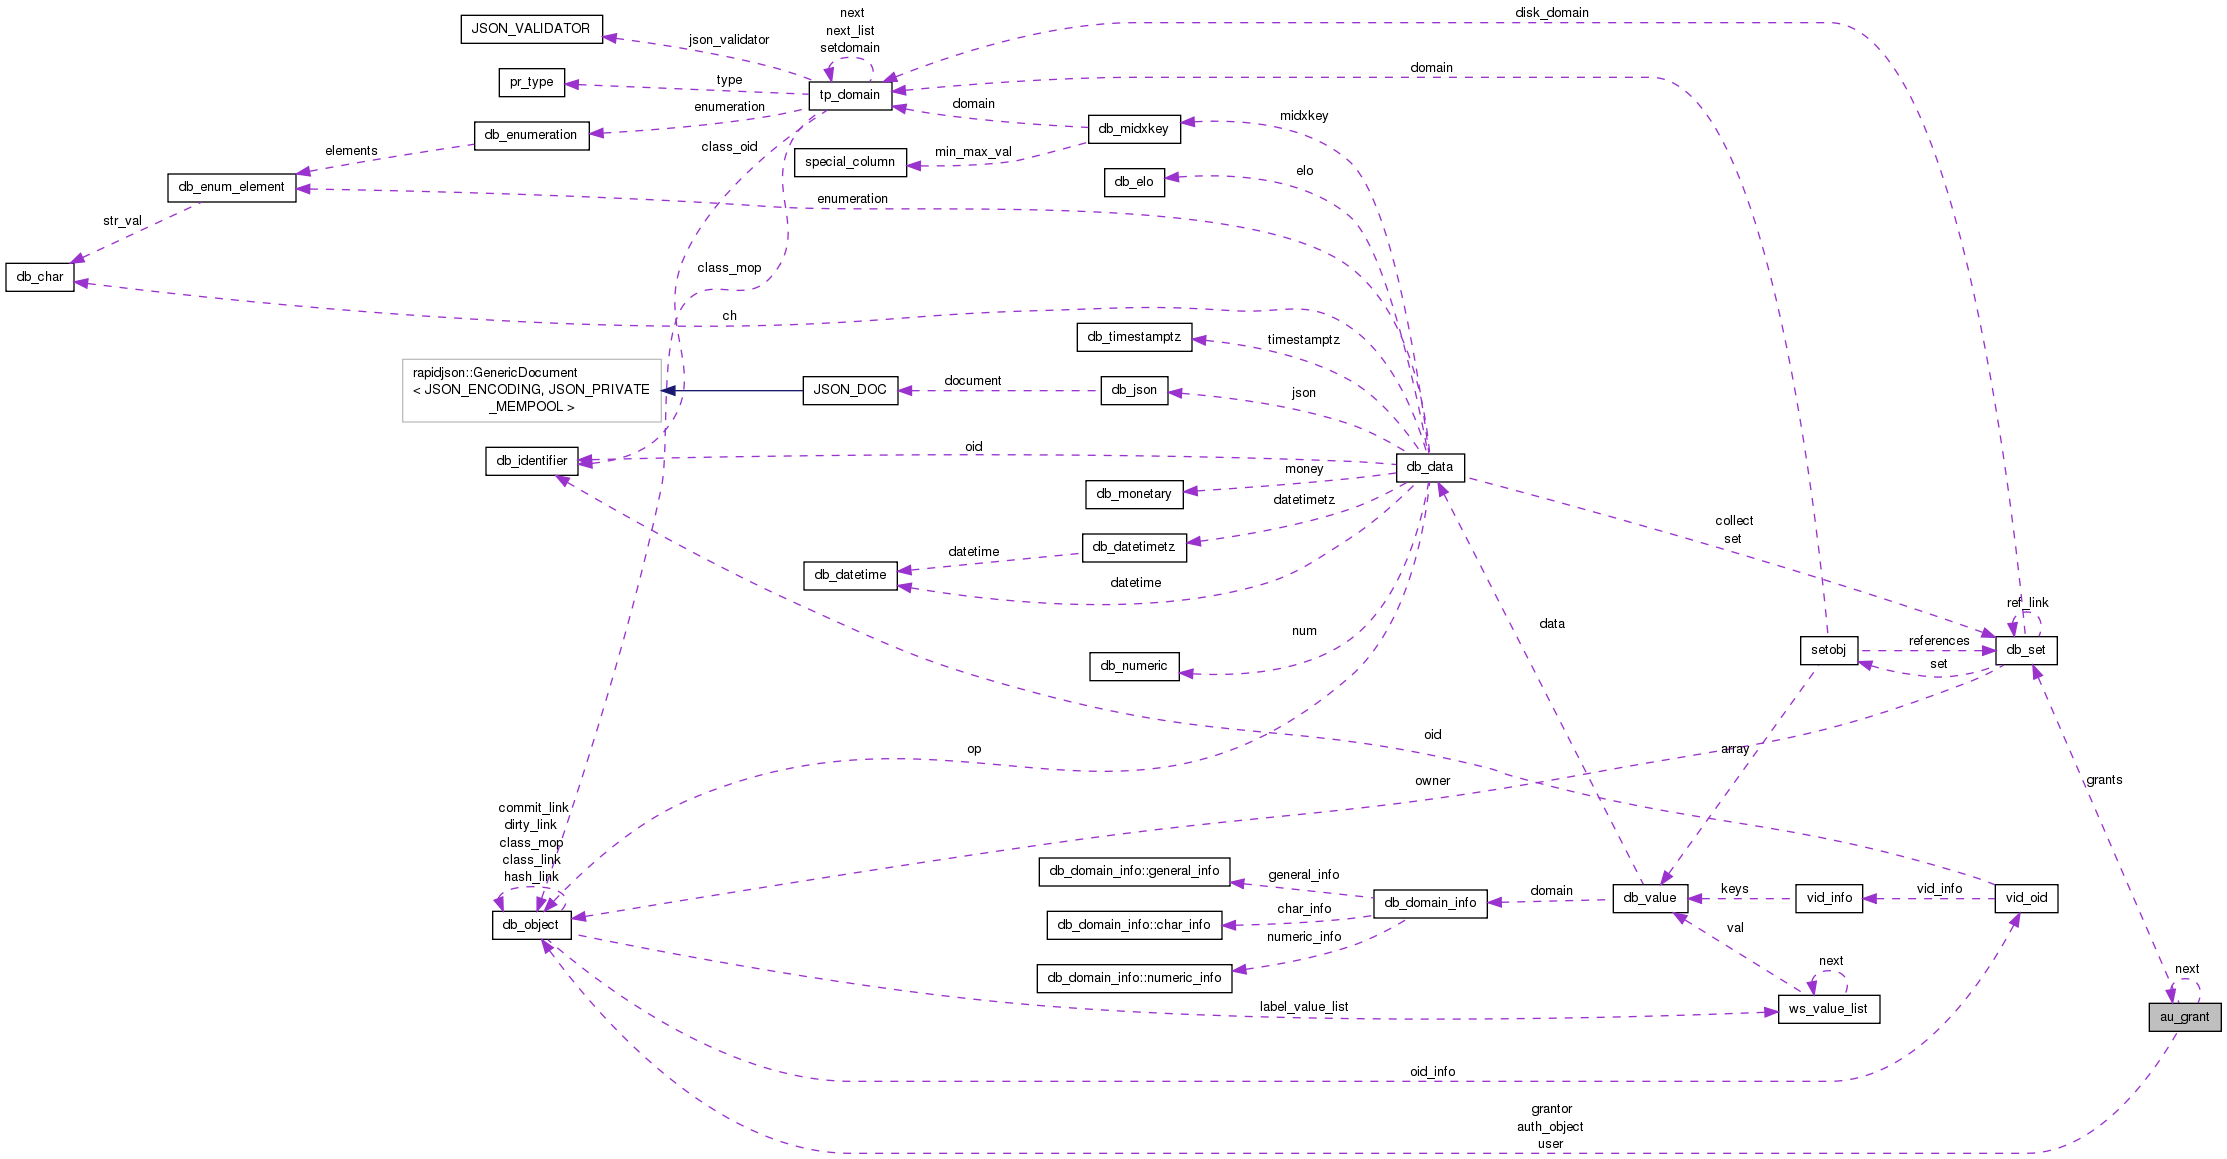 next
next_list
setdomain
disk_domain
JSON_VALIDATOR
json_validator
domain
pr_type
type
tp_domain
enumeration
domain
midxkey
db_enumeration
db_midxkey
elements
class_oid
special_column
min_max_val
elo
db_enum_element
db_elo
enumeration
str_val
db_char
class_mop
ch
db_timestamptz
timestamptz
rapidjson::GenericDocument
< JSON_ENCODING, JSON_PRIVATE
_MEMPOOL >
JSON_DOC
document
db_json
json
db_identifier
oid
db_data
money
db_monetary
datetimetz
collect
set
db_datetimetz
datetime
db_datetime
datetime
ref_link
num
data
setobj
references
db_set
set
db_numeric
op
oid
array
owner
grants
commit_link
dirty_link
class_mop
class_link
hash_link
db_domain_info::general_info
general_info
db_domain_info
domain
db_value
keys
vid_info
vid_info
vid_oid
db_object
db_domain_info::char_info
char_info
numeric_info
val
db_domain_info::numeric_info
next
next
label_value_list
ws_value_list
au_grant
oid_info
grantor
auth_object
user